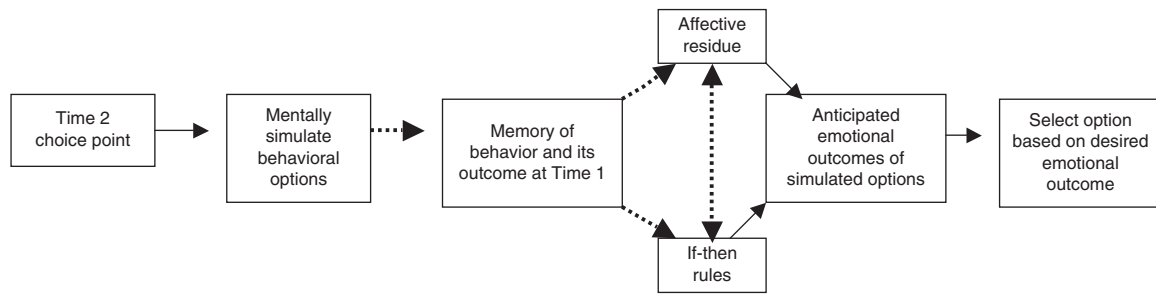 Time 2
choice point
Mentally
simulate
behavioral
options
Memory of
behavior and its
outcome at Time 1
Affective
residue
If-then
rules
Anticipated
emotional
outcomes of
simulated options
Select option
based on desired
emotional
outcome